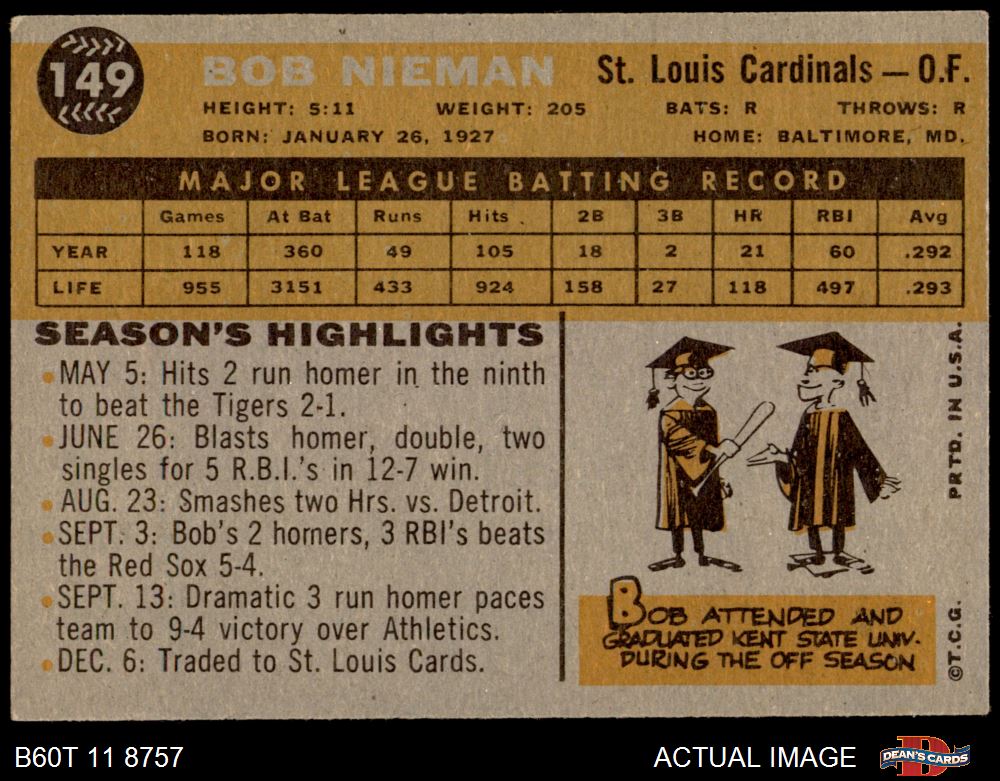 149
BOB NIEMAN
St. Louis Cardinals — O.F.
HEIGHT: 5:11 WEIGHT: 205 BATS: R THROWS: R
BORN: JANUARY 26, 1927 HOME: BALTIMORE, MD.
MAJOR LEAGUE BATTING RECORD
Games At Bat Runs Hits 2B 3B HR RBI Avg
YEAR 118 360 49 105 18 2 21 60 .292
LIFE 955 3151 433 924 158 27 118 497 .293
SEASON'S HIGHLIGHTS
• MAY 5: Hits 2 run homer in the ninth
to beat the Tigers 2-1.
• JUNE 26: Blasts homer, double, two
singles for 5 R.B.I.'s in 12-7 win.
• AUG. 23: Smashes two Hrs. vs. Detroit.
• SEPT. 3: Bob's 2 homers, 3 RBI's beats
the Red Sox 5-4.
• SEPT. 13: Dramatic 3 run homer paces
team to 9-4 victory over Athletics.
• DEC. 6: Traded to St. Louis Cards.
BOB ATTENDED AND
GRADUATED KENT STATE UNIV.
DURING THE OFF SEASON
©T.C.G. PRTD. IN U.S.A.
B60T 11 8757 ACTUAL IMAGE DEAN'S CARDS